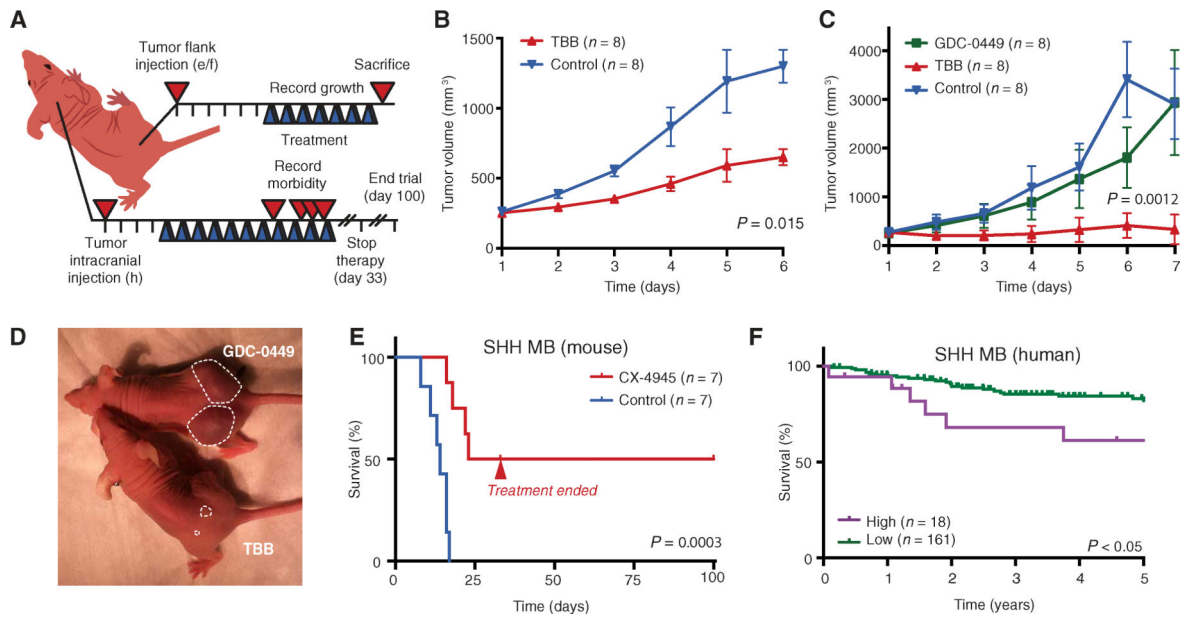 A
Tumor flank
injection (e/f)
Sacrifice
Record growth
Treatment
Record
morbidity
End trial
(day 100)
Tumor
intracranial
injection (h)
Stop
therapy
(day 33)
B
1500
1000
500
0
Tumor volume (mm³)
TBB (n = 8)
Control (n = 8)
P = 0.015
1 2 3 4 5 6
Time (days)
C
4000
3000
2000
1000
0
Tumor volume (mm³)
GDC-0449 (n = 8)
TBB (n = 8)
Control (n = 8)
P = 0.0012
1 2 3 4 5 6 7
Time (days)
D
GDC-0449
TBB
E
SHH MB (mouse)
100
50
0
Survival (%)
CX-4945 (n = 7)
Control (n = 7)
Treatment ended
P = 0.0003
0 25 50 75 100
Time (days)
F
SHH MB (human)
100
50
0
Survival (%)
High (n = 18)
Low (n = 161)
P < 0.05
0 1 2 3 4 5
Time (years)